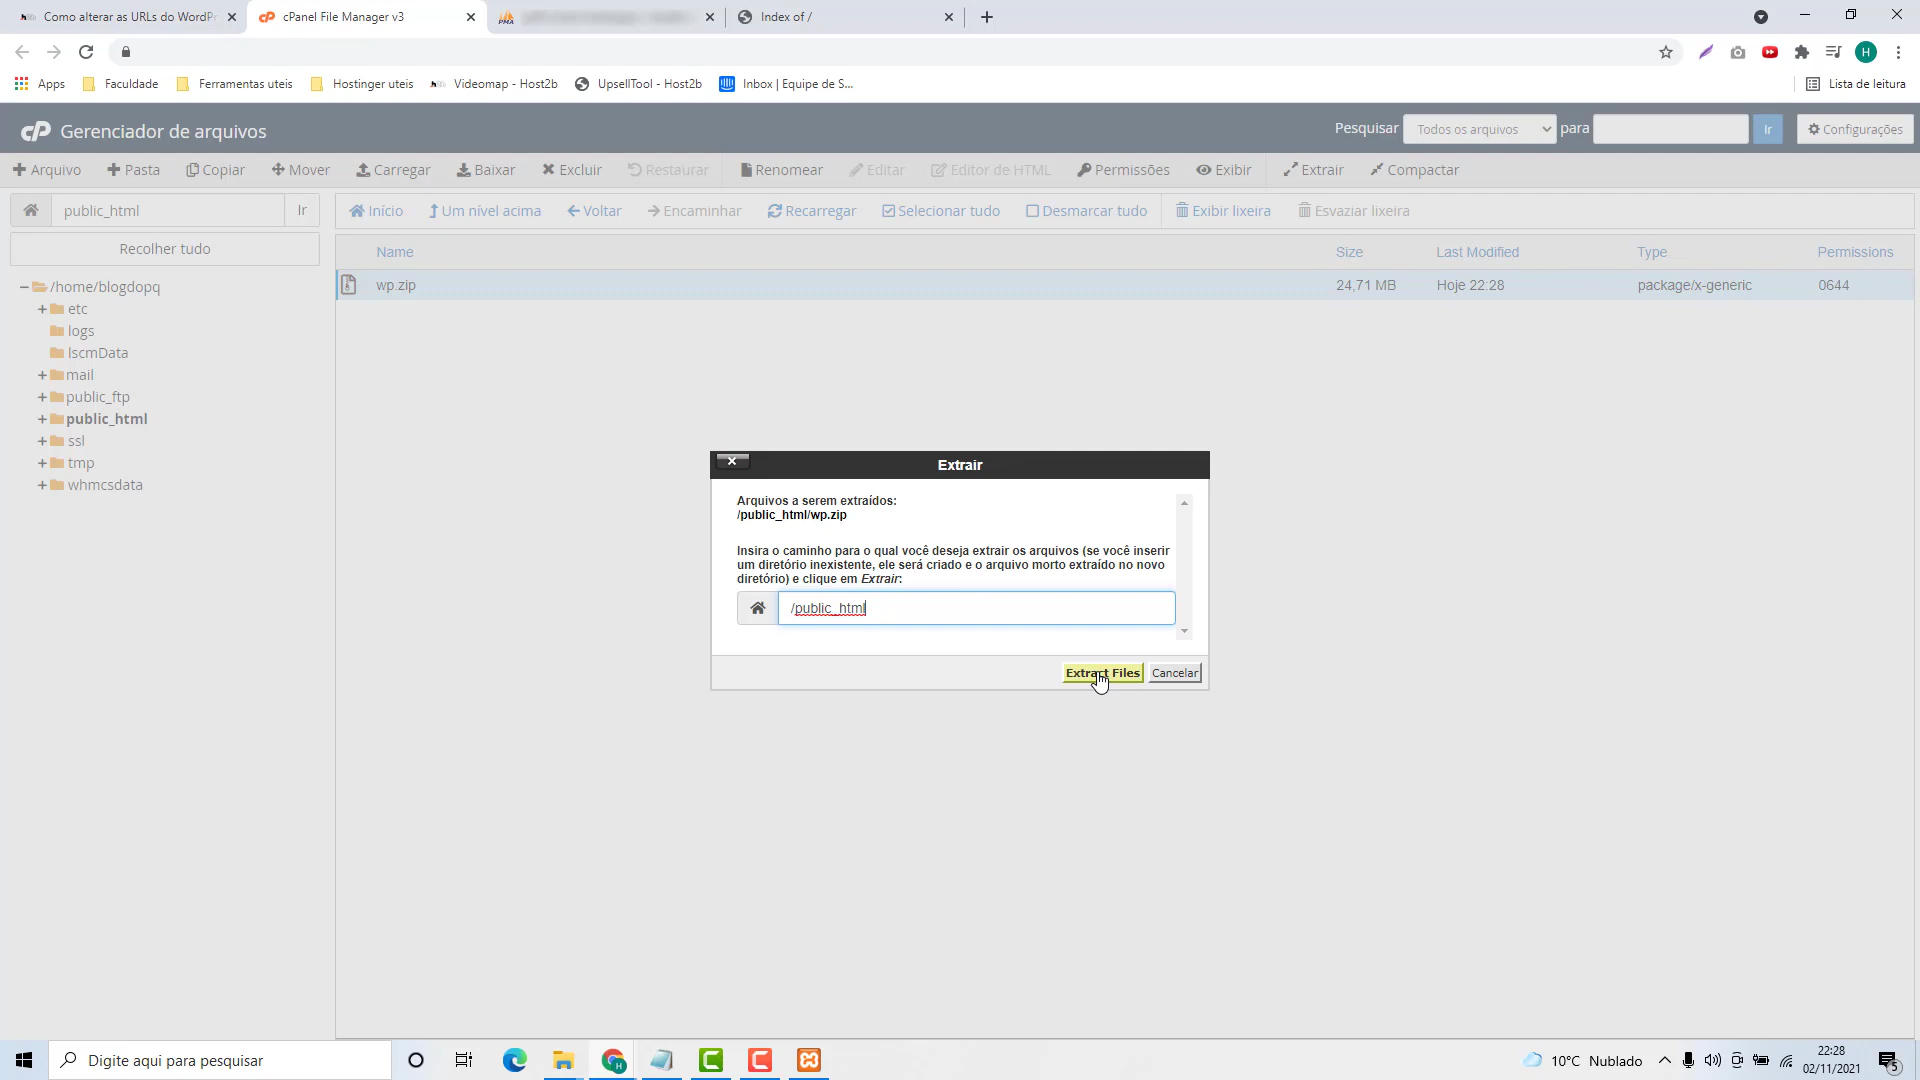 Como alterar as URLs do WordPr
cPanel File Manager v3
Index of /
Apps
Faculdade
Ferramentas uteis
Hostinger uteis
Videomap - Host2b
UpsellTool - Host2b
Inbox | Equipe de S...
Lista de leitura
cP Gerenciador de arquivos
Pesquisar
Todos os arquivos
para
Ir
Configurações
Arquivo
Pasta
Copiar
Mover
Carregar
Baixar
Excluir
Restaurar
Renomear
Editar
Editor de HTML
Permissões
Exibir
Extrair
Compactar
public_html
Ir
Início
Um nível acima
Voltar
Encaminhar
Recarregar
Selecionar tudo
Desmarcar tudo
Exibir lixeira
Esvaziar lixeira
Recolher tudo
Name Size Last Modified Type Permissions
wp.zip 24,71 MB Hoje 22:28 package/x-generic 0644
/home/blogdopq
etc
logs
lscmData
mail
public_ftp
public_html
ssl
tmp
whmcsdata
Extrair
Arquivos a serem extraídos:
/public_html/wp.zip
Insira o caminho para o qual você deseja extrair os arquivos (se você inserir
um diretório inexistente, ele será criado e o arquivo morto extraído no novo
diretório) e clique em Extrair:
/public_html
Extract Files
Cancelar
Digite aqui para pesquisar
10°C Nublado
22:28
02/11/2021
5